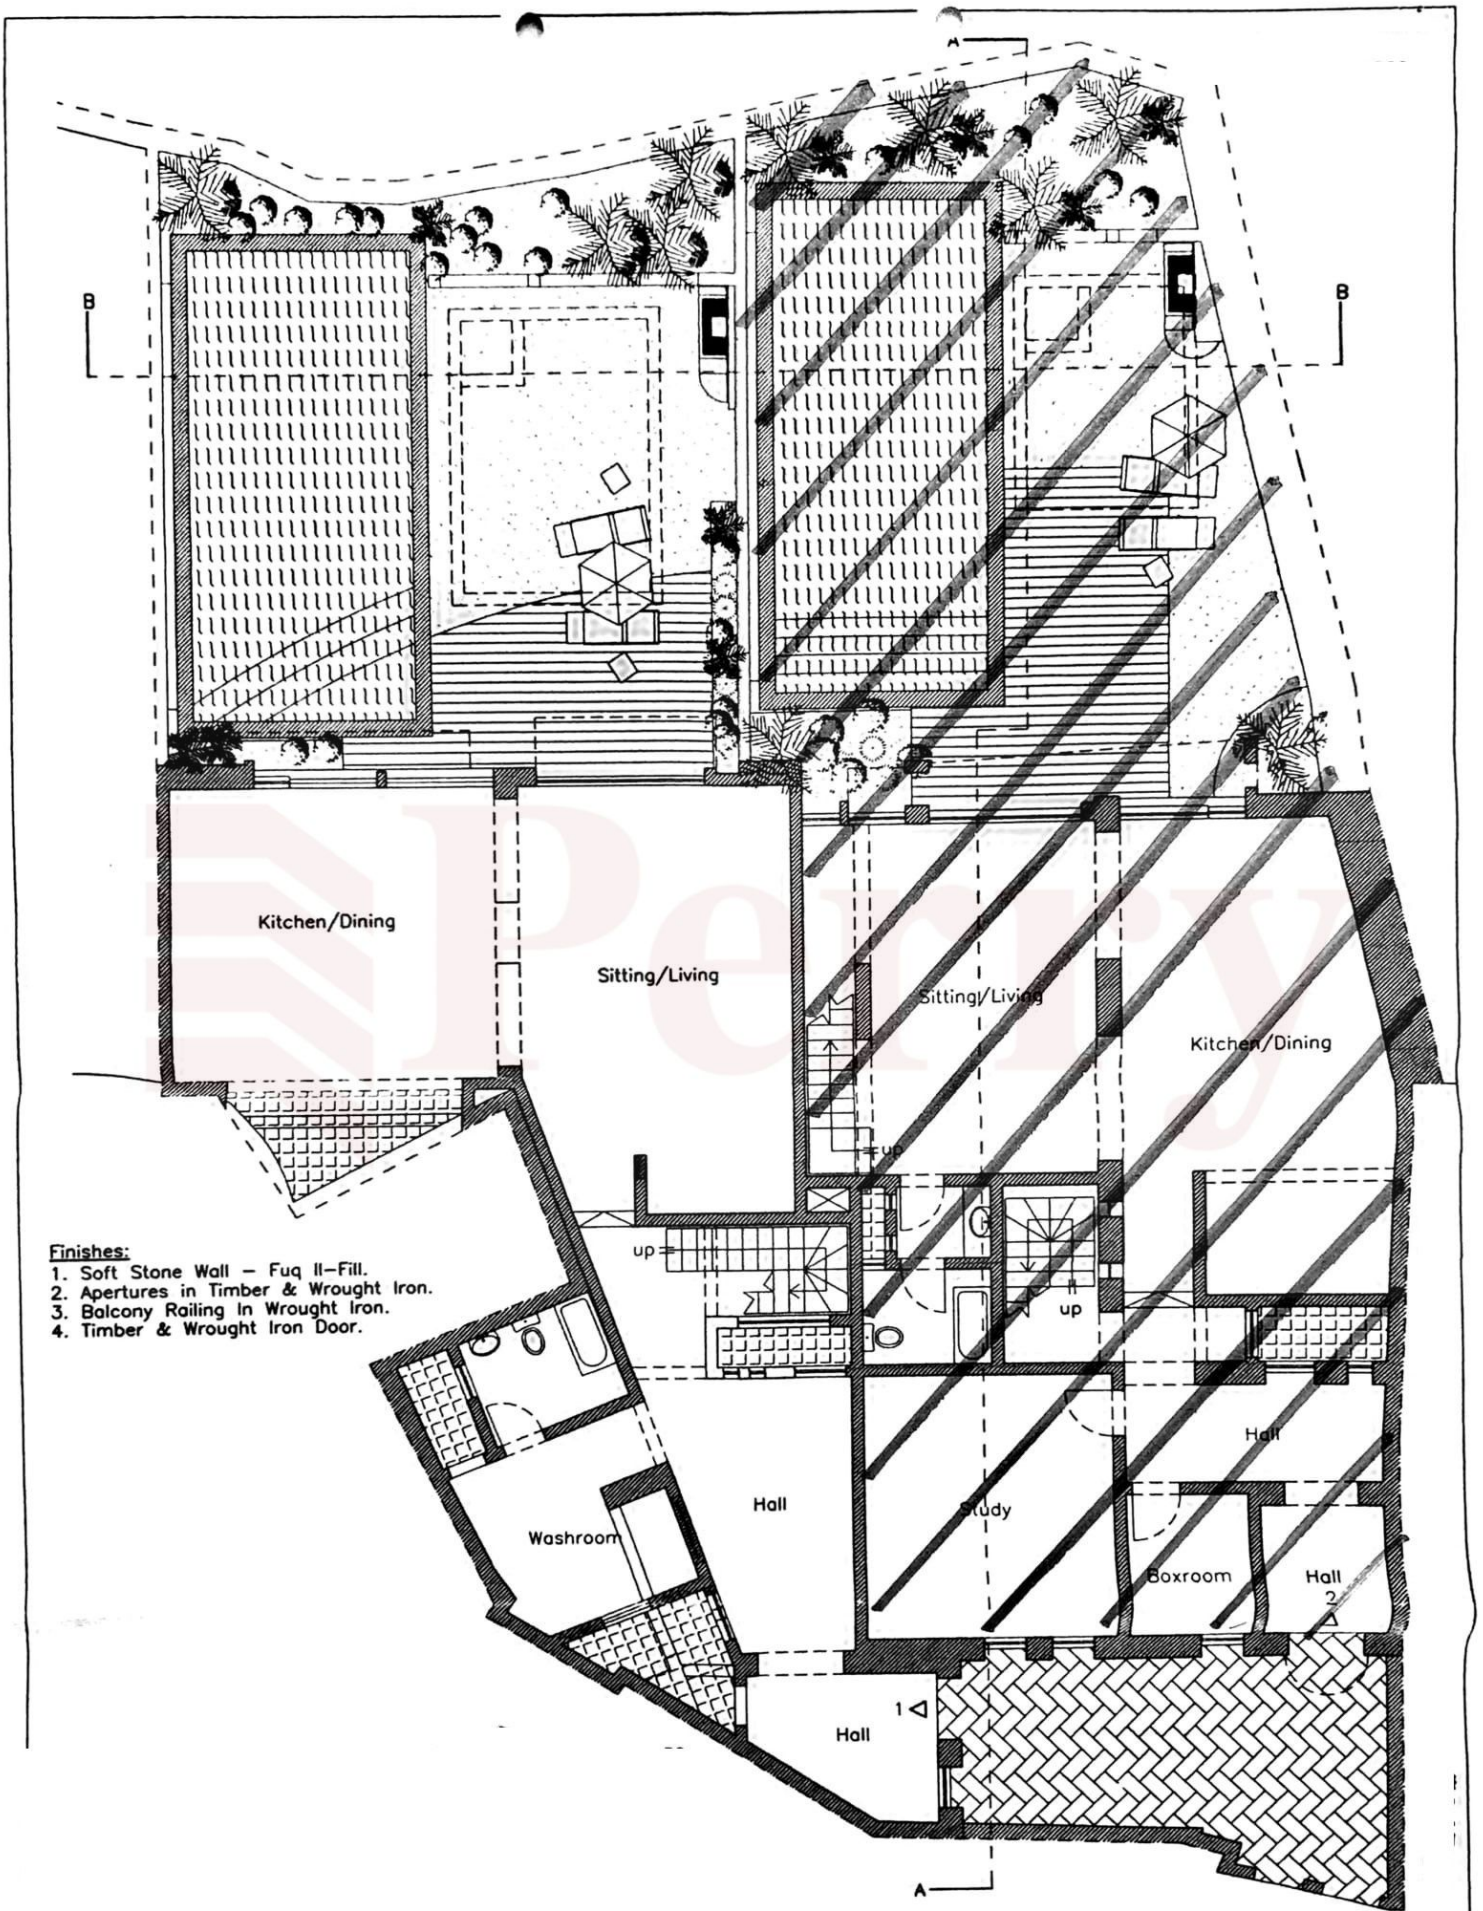 A
B
B
Perry
Kitchen/Dining
Sitting/Living
Sitting/Living
Kitchen/Dining
up
up
up
Finishes:
1. Soft Stone Wall – Fuq Il-Fill.
2. Apertures in Timber & Wrought Iron.
3. Balcony Railing In Wrought Iron.
4. Timber & Wrought Iron Door.
Hall
Hall
Study
Washroom
Boxroom
Hall
2
1
Hall
A